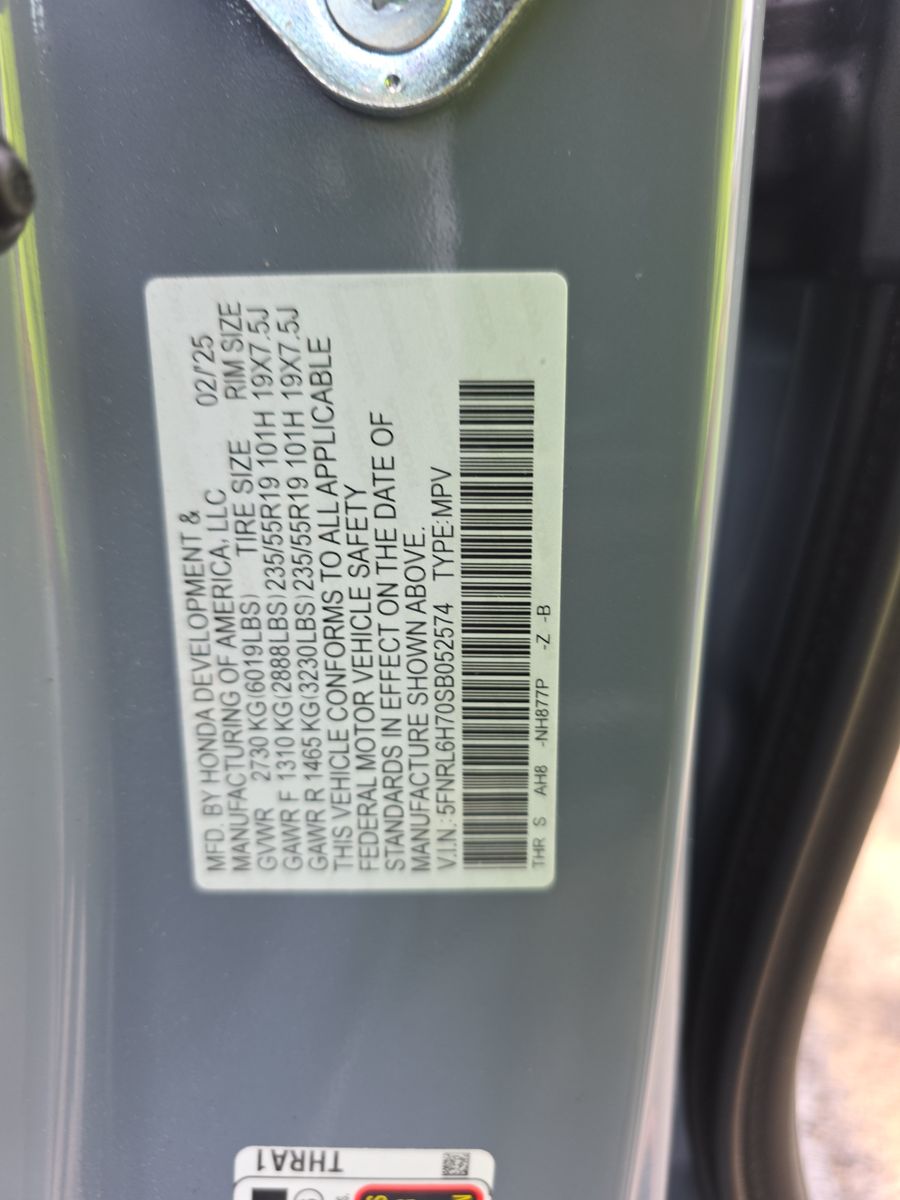 MFD. BY HONDA DEVELOPMENT &
MANUFACTURING OF AMERICA, LLC 02/'25
GVWR 2730 KG(6019LBS) TIRE SIZE RIM SIZE
GAWR F 1310 KG(2888LBS) 235/55R19 101H 19X7.5J
GAWR R 1465 KG(3230LBS) 235/55R19 101H 19X7.5J
THIS VEHICLE CONFORMS TO ALL APPLICABLE
FEDERAL MOTOR VEHICLE SAFETY
STANDARDS IN EFFECT ON THE DATE OF
MANUFACTURE SHOWN ABOVE.
V.I.N.: 5FNRL6H70SB052574 TYPE:MPV
THR S AH8 -NH877P -Z -B
THRA1